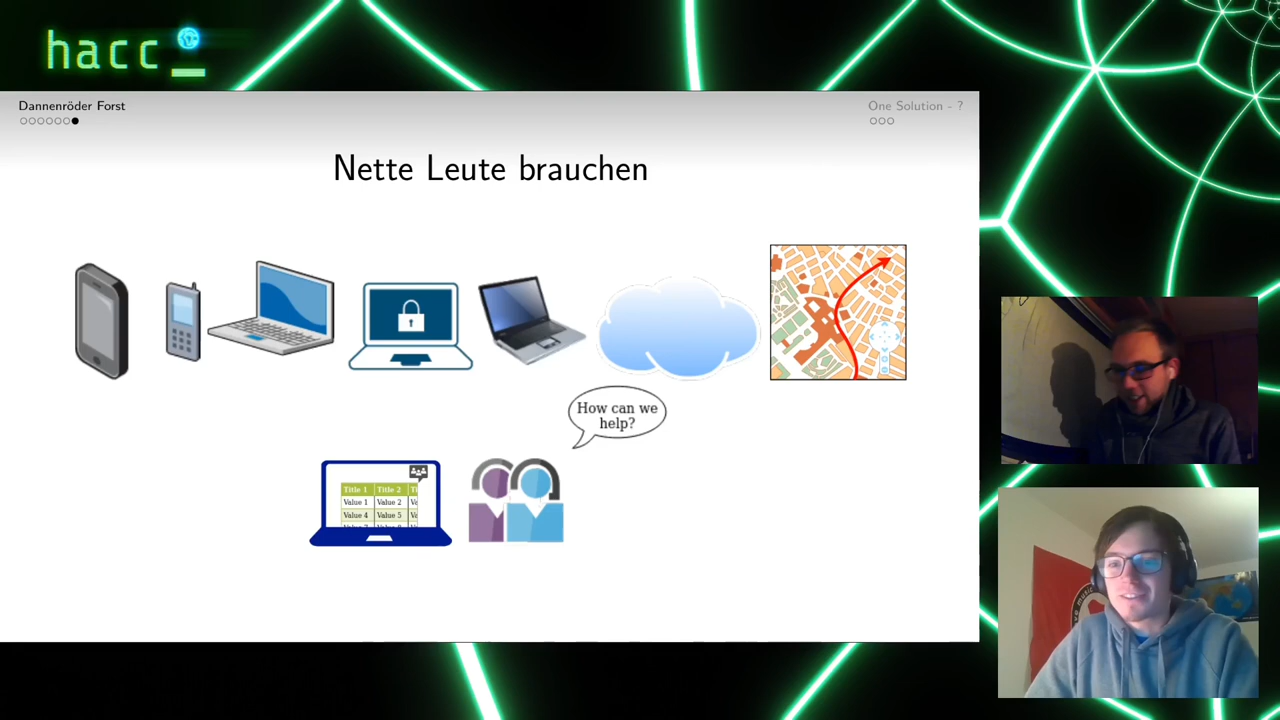 hacc
Dannenröder Forst
One Solution - ?
Nette Leute brauchen
How can we
help?
Title 1 Title 2
Value 1 Value 2
Value 4 Value 5
music